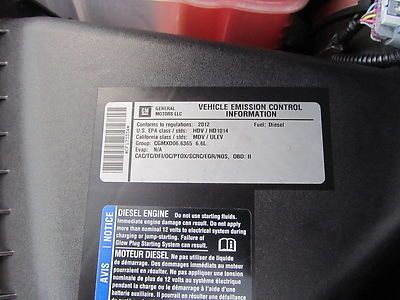 GM
GENERAL MOTORS LLC
VEHICLE EMISSION CONTROL INFORMATION
Conforms to regulations: 2012 Fuel: Diesel
U.S. EPA class / stds: HDV / HD1014
California class / stds: MDV / ULEV
Group: CGMXD06.6365 6.6L
Evap: N/A
CAC/TC/DFI/OC/PTOX/SCRC/EGR/NOS, OBD: II
AVIS NOTICE
DIESEL ENGINE Do not use starting fluids.
Immediate engine damage may result. Do not
apply a nominal 12 volts to electrical system during
charging or jump-starting. Failure of
Glow Plug Starting System can result.
MOTEUR DIESEL Ne pas utiliser de liquide
de démarrage. Des dommages immédiats au moteur
pourraient en résulter. Ne pas appliquer une tension
nominale de plus de 12 volts au système électrique
pendant la charge ou le démarrage à l'aide d'une
batterie auxiliaire. Il pourrait en résulter